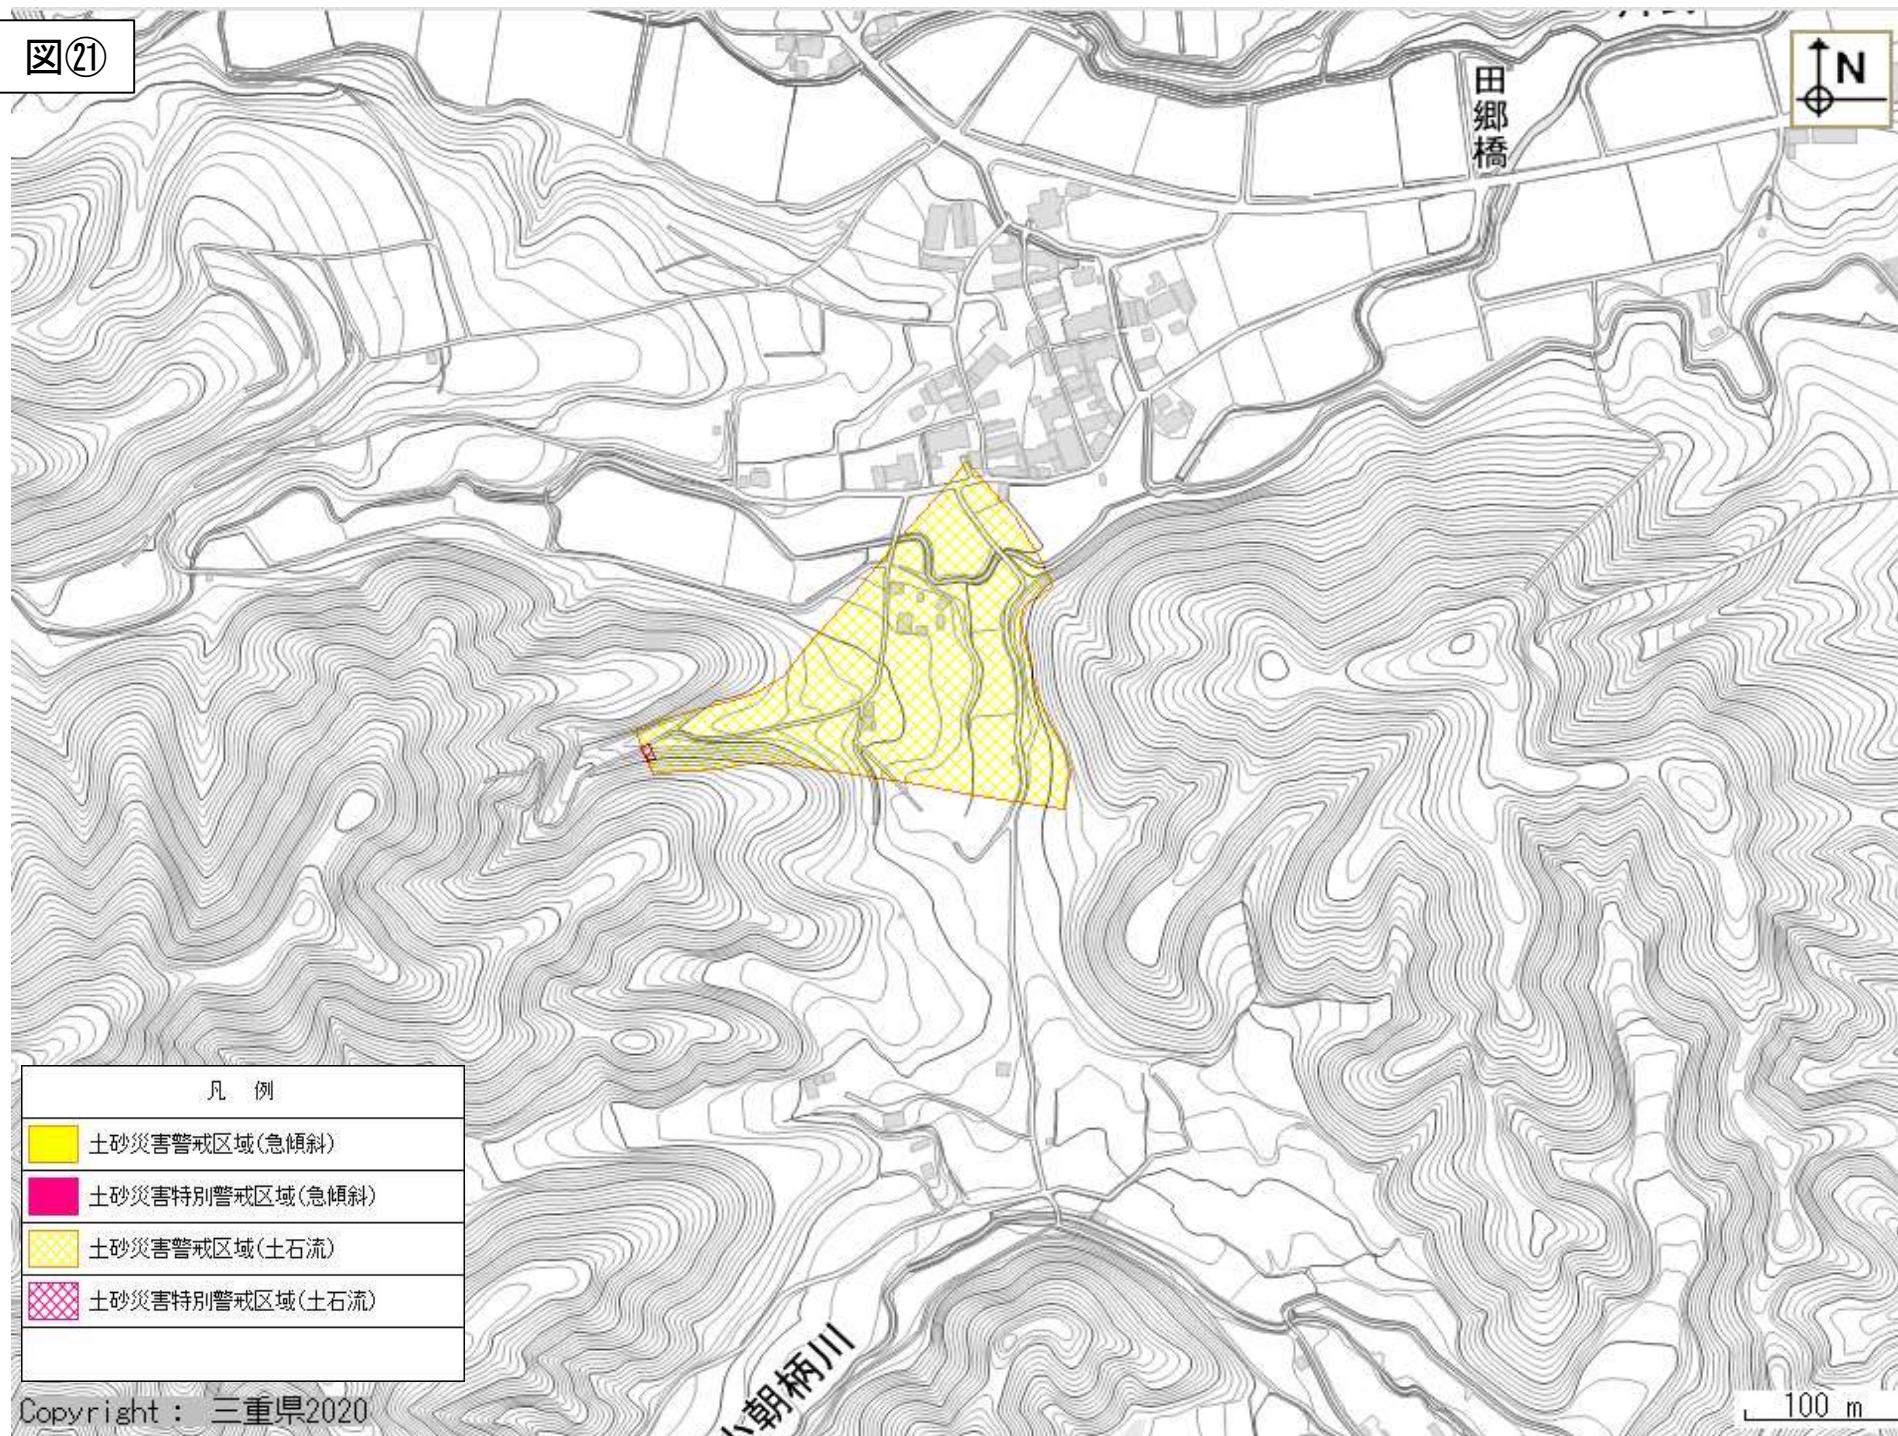 図㉑
N
田郷橋
凡 例
土砂災害警戒区域(急傾斜)
土砂災害特別警戒区域(急傾斜)
土砂災害警戒区域(土石流)
土砂災害特別警戒区域(土石流)
朝柄川
Copyright： 三重県2020
100 m